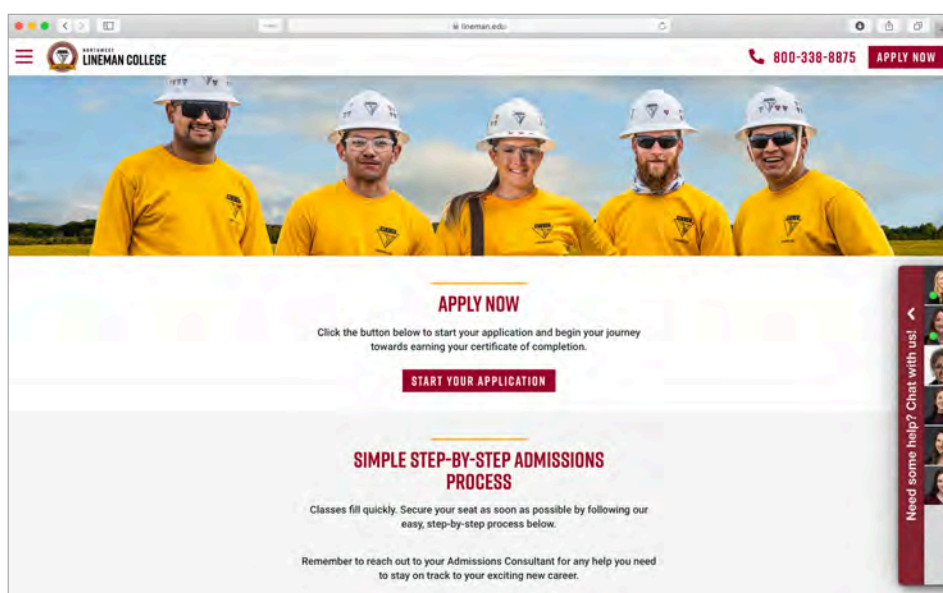 lineman.edu
NORTHWEST
LINEMAN COLLEGE
800-338-8875
APPLY NOW
APPLY NOW
Click the button below to start your application and begin your journey
towards earning your certificate of completion.
START YOUR APPLICATION
SIMPLE STEP-BY-STEP ADMISSIONS
PROCESS
Classes fill quickly. Secure your seat as soon as possible by following our
easy, step-by-step process below.
Remember to reach out to your Admissions Consultant for any help you need
to stay on track to your exciting new career.
Need some help? Chat with us!